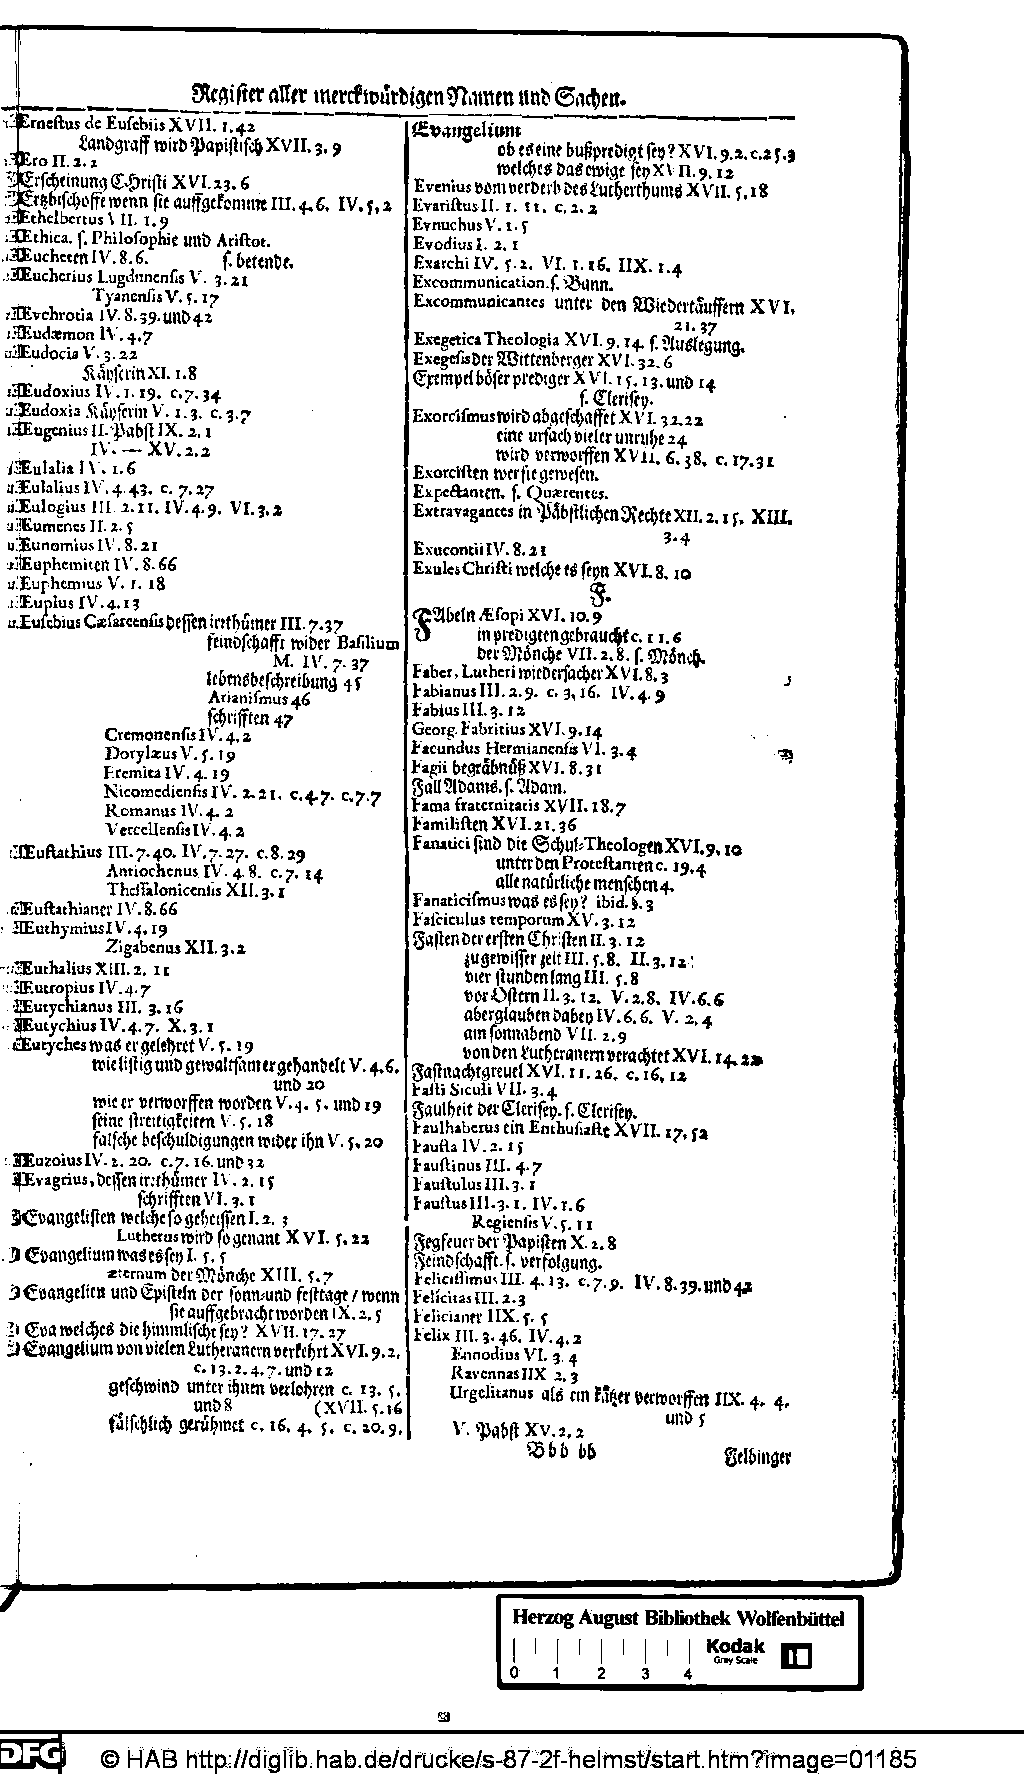 Register aller merckwürdigen Namen und Sachen.
Ernestus de Eusebiis XVII. 1.42
Landgraff wird Papistisch XVII. 3. 9
Ero II. 2. 2
Erscheinung CHristi XVI. 23. 6
Ertzbischoffe wenn sie auffgekomme III. 4. 6. IV. 5, 2
Ethelbertus VII. 1. 9
Ethica. s. Philosophie und Aristot.
Eucheten IV. 8. 6. s. betende.
Eucherius Lugdunensis V. 3. 21
Tyanensis V. 5. 17
Evchrotia IV. 8. 39. und 42
Eudæmon IV. 4. 7
Eudocia V. 3. 22
Käyserin XI. 1. 8
Eudoxius IV. 1. 19. c. 7. 34
Eudoxia Käyserin V. 1. 3. c. 3. 7
Eugenius II. Pabst IX. 2. 1
IV. — XV. 2. 2
Eulalia IV. 1. 6
Eulalius IV. 4. 43. c. 7. 27
Eulogius III. 2. 11. IV. 4. 9. VI. 3. 2
Eumenes II. 2. 5
Eunomius IV. 8. 21
Euphemiten IV. 8. 66
Euphemius V. 1. 18
Eupius IV. 4. 13
Eusebius Cæsareensis dessen irrthümer III. 7. 37
feindschafft wider Basilium
M. IV. 7. 37
lebensbeschreibung 45
Arianismus 46
schrifften 47
Cremonensis IV. 4. 2
Dorylæus V. 5. 19
Eremita IV. 4. 19
Nicomediensis IV. 2. 21. c. 4. 7. c. 7. 7
Romanus IV. 4. 2
Vercellensis IV. 4. 2
Eustathius III. 7. 40. IV. 7. 27. c. 8. 29
Antiochenus IV. 4. 8. c. 7. 14
Thessalonicensis XII. 3. 1
Eustathianer IV. 8. 66
Euthymius IV. 4. 19
Zigabenus XII. 3. 2
Euthalius XIII. 2. 11
Eutropius IV. 4. 7
Eutychianus III. 3. 16
Eutychius IV. 4. 7. X. 3. 1
Eutyches was er gelehret V. 5. 19
wie listig und gewaltsam er gehandelt V. 4. 6.
und 20
wie er verworffen worden V. 4. 5. und 19
seine streitigkeiten V. 5. 18
falsche beschuldigungen wider ihn V. 5. 20
Euzoius IV. 2. 20. c. 7. 16. und 32
Evagrius, dessen irrthümer IV. 2. 15
schrifften VI. 3. 1
Evangelisten welche so geheissen I. 2. 3
Lutherus wird so genant XVI. 5. 22
Evangelium was es sey I. 5. 5
æternum der Mönche XIII. 5. 7
Evangelien und Episteln der sonn- und festtage / wenn
sie auffgebracht worden IX. 2, 5
Eva welches die himmlische sey? XVII. 17. 27
Evangelium von vielen Lutheranern verkehrt XVI. 9. 2.
c. 13. 2. 4. 7. und 12
geschwind unter ihnen verlohren c. 13. 5.
und 8 (XVII. 5. 16
fälschlich gerühmet c. 16. 4. 5. c. 20. 9.
Evangelium
ob es eine bußpredigt sey? XVI. 9. 2. c. 25. 9
welches das ewige sey XVII. 9. 12
Evenius vom verderb des Lutherthums XVII. 5. 18
Evaristus II. 1. 11. c. 2. 2
Evnuchus V. 1. 5
Evodius I. 2. 1
Exarchi IV. 5. 2. VI. 1. 16. IIX. 1. 4
Excommunication. s. Bann.
Excommunicantes unter den Wiedertäuffern XVI.
21. 37
Exegetica Theologia XVI. 9. 14. s. Auslegung.
Exegesis der Wittenberger XVI. 32. 6
Exempel böser prediger XVI. 15. 13. und 14
s. Clerisey.
Exorcismus wird abgeschaffet XVI. 32. 22
eine ursach vieler unruhe 24
wird verworffen XVII. 6. 38. c. 17. 31
Exorcisten wer sie gewesen.
Expectanten. s. Quærentes.
Extravagantes in Päbstlichen Rechte XII. 2. 15. XIII.
3. 4
Exucontii IV. 8. 21
Exules Christi welche es seyn XVI. 8. 10
F.
FAbeln Æsopi XVI. 10. 9
in predigten gebraucht c. 11. 6
der Mönche VII. 2. 8. s. Mönch.
Faber, Lutheri wiedersacher XVI. 8. 3
Fabianus III. 2. 9. c. 3, 16. IV. 4. 9
Fabius III. 3. 12
Georg. Fabritius XVI. 9. 14
Facundus Hermianensis VI. 3. 4
Fagii begräbnüß XVI. 8. 31
Fall Adams. s. Adam.
Fama fraternitatis XVII. 18. 7
Familisten XVI. 21. 36
Fanatici sind die Schul-Theologen XVI. 9. 10
unter den Protestanten c. 19. 4
alle natürliche menschen 4.
Fanaticismus was es sey? ibid. §. 3
Fasciculus temporum XV. 3. 12
Fasten der ersten Christen II. 3. 12
zu gewisser zeit III. 5. 8. II. 3. 12
vier stunden lang III. 5. 8
vor Ostern II. 3. 12. V. 2. 8. IV. 6. 6
aberglauben dabey IV. 6. 6. V. 2. 4
am sonnabend VII. 2. 9
von den Lutheranern verachtet XVI. 14. 22
Fastnachtgreuel XVI. 11. 26. c. 16, 12
Fasti Siculi VII. 3. 4
Faulheit der Clerisey. s. Clerisey.
Faulhaberus ein Enthusiaste XVII. 17. 52
Fausta IV. 2. 15
Faustinus III. 4. 7
Faustulus III. 3. 1
Faustus III. 3. 1. IV. 1. 6
Regiensis V. 5. 11
Fegfeuer der Papisten X. 2. 8
Feindschafft. s. verfolgung.
Felicissimus III. 4. 13. c. 7. 9. IV. 8. 39. und 42
Felicitas III. 2. 3
Felicianer IIX. 5. 5
Felix III. 3. 46. IV. 4. 2
Ennodius VI. 3. 4
Ravennas IIX 2. 3
Urgelitanus als ein kätzer verworffen IIX. 4. 4.
und 5
V. Pabst XV. 2, 2
Bbb bb
Felbinger
Herzog August Bibliothek Wolfenbüttel
Kodak
Gray Scale
0 1 2 3 4
DFG
© HAB http://diglib.hab.de/drucke/s-87-2f-helmst/start.htm?image=01185